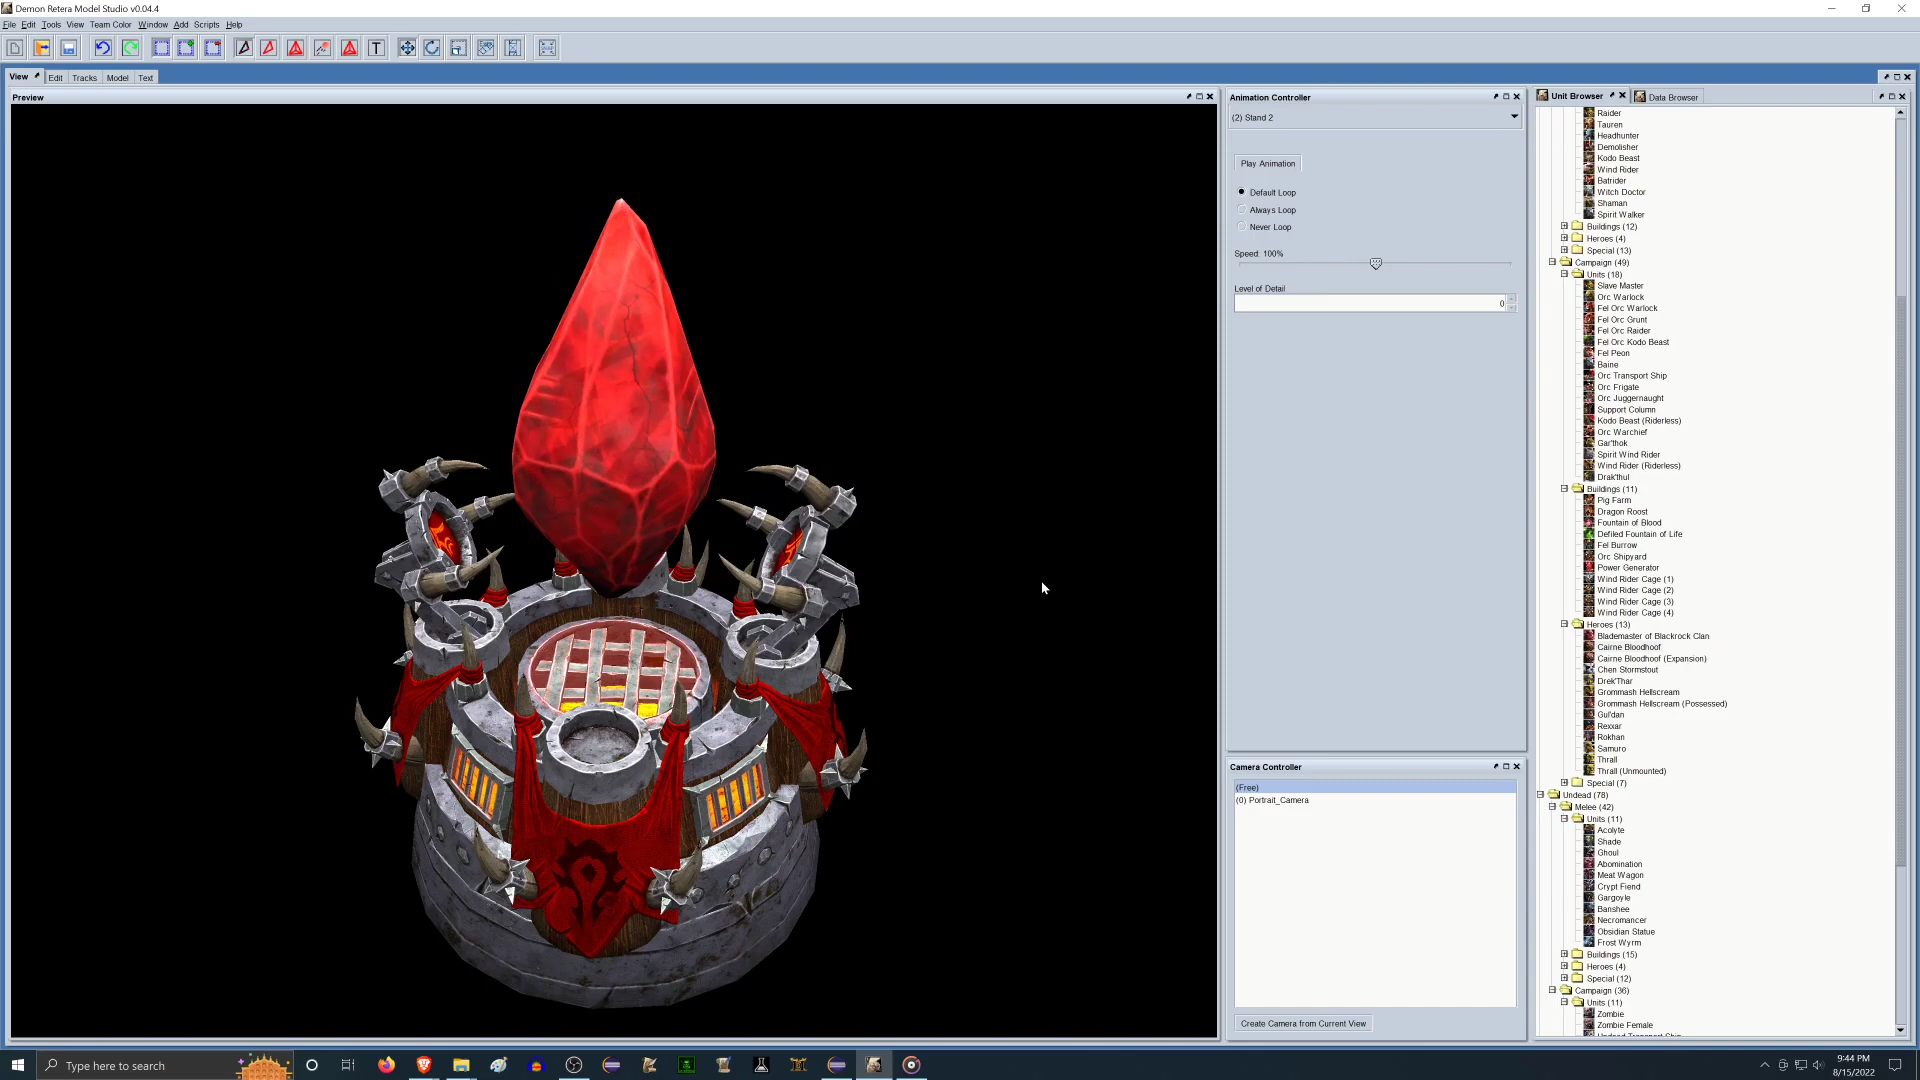 Demon Retera Model Studio v0.04.4
File Edit Tools View Team Color Window Add Scripts Help
T
View Edit Tracks Model Text
Preview
Animation Controller
(2) Stand 2
Play Animation
Default Loop
Always Loop
Never Loop
Speed: 100%
Level of Detail
0
Camera Controller
(Free)
(0) Portrait_Camera
Create Camera from Current View
Unit Browser Data Browser
Raider
Tauren
Headhunter
Demolisher
Kodo Beast
Wind Rider
Batrider
Witch Doctor
Shaman
Spirit Walker
Buildings (12)
Heroes (4)
Special (13)
Campaign (49)
Units (18)
Slave Master
Orc Warlock
Fel Orc Warlock
Fel Orc Grunt
Fel Orc Raider
Fel Orc Kodo Beast
Fel Peon
Baine
Orc Transport Ship
Orc Frigate
Orc Juggernaught
Support Column
Kodo Beast (Riderless)
Orc Warchief
Gar'thok
Spirit Wind Rider
Wind Rider (Riderless)
Drak'thul
Buildings (11)
Pig Farm
Dragon Roost
Fountain of Blood
Defiled Fountain of Life
Fel Burrow
Orc Shipyard
Power Generator
Wind Rider Cage (1)
Wind Rider Cage (2)
Wind Rider Cage (3)
Wind Rider Cage (4)
Heroes (13)
Blademaster of Blackrock Clan
Cairne Bloodhoof
Cairne Bloodhoof (Expansion)
Chen Stormstout
Drek'Thar
Grommash Hellscream
Grommash Hellscream (Possessed)
Gul'dan
Rexxar
Rokhan
Samuro
Thrall
Thrall (Unmounted)
Special (7)
Undead (78)
Melee (42)
Units (11)
Acolyte
Shade
Ghoul
Abomination
Meat Wagon
Crypt Fiend
Gargoyle
Banshee
Necromancer
Obsidian Statue
Frost Wyrm
Buildings (15)
Heroes (4)
Special (12)
Campaign (36)
Units (11)
Zombie
Zombie Female
Type here to search
9:44 PM
8/15/2022